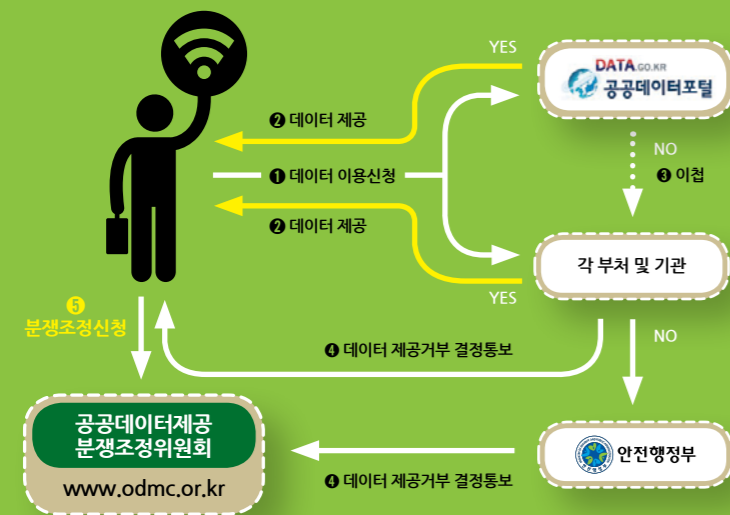 YES
DATA.GO.KR
공공데이터포털
❷ 데이터 제공
NO
❶ 데이터 이용신청
❸ 이첩
❷ 데이터 제공
각 부처 및 기관
YES
❺
분쟁조정신청
NO
❹ 데이터 제공거부 결정통보
공공데이터제공
분쟁조정위원회
안전행정부
www.odmc.or.kr
❹ 데이터 제공거부 결정통보